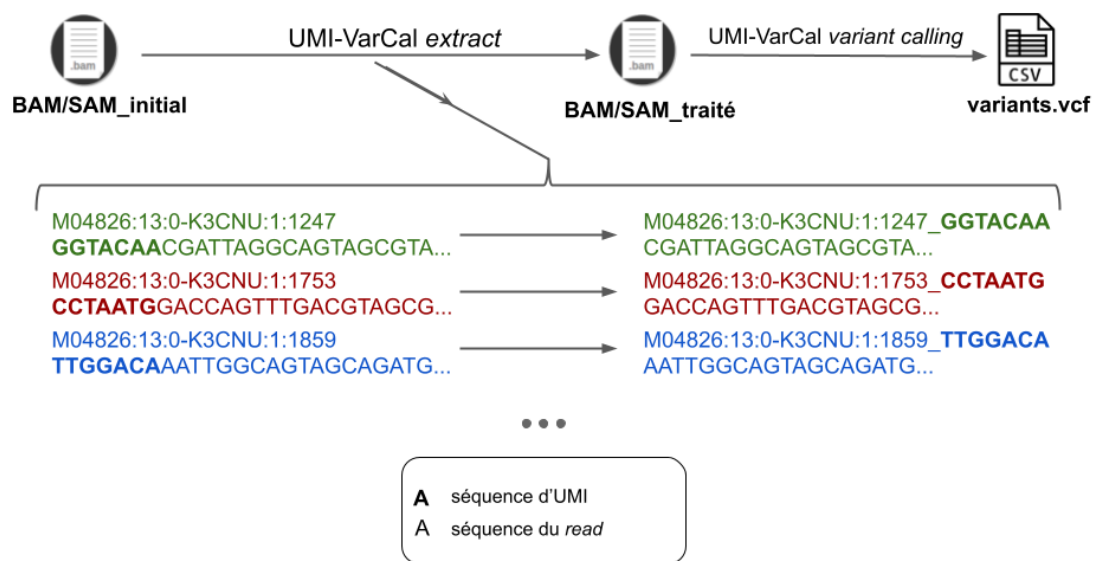 UMI-VarCal extract
UMI-VarCal variant calling
.bam
.bam
CSV
BAM/SAM_initial
BAM/SAM_traité
variants.vcf
M04826:13:0-K3CNU:1:1247
GGTACAACGATTAGGCAGTAGCGTA...
M04826:13:0-K3CNU:1:1247_GGTACAA
CGATTAGGCAGTAGCGTA...
M04826:13:0-K3CNU:1:1753
CCTAATGGACCAGTTTGACGTAGCG...
M04826:13:0-K3CNU:1:1753_CCTAATG
GACCAGTTTGACGTAGCG...
M04826:13:0-K3CNU:1:1859
TTGGACAAATTGGCAGTAGCAGATG...
M04826:13:0-K3CNU:1:1859_TTGGACA
AATTGGCAGTAGCAGATG...
A séquence d'UMI
A séquence du read